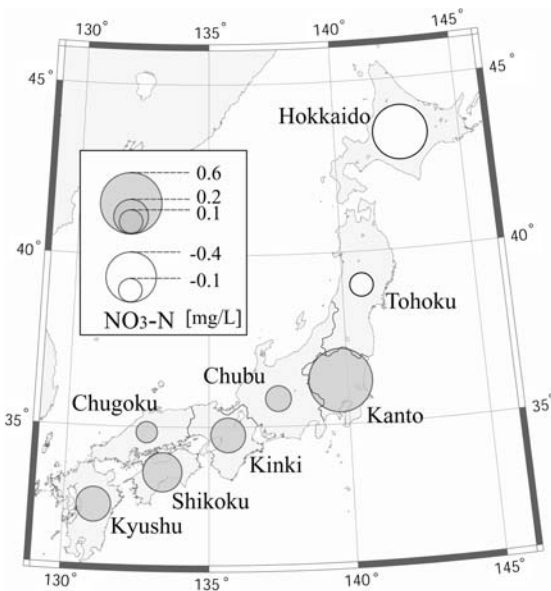 130° 135° 140° 145°
45° 45°
Hokkaido
0.6
0.2
0.1
-0.4
-0.1
NO₃-N [mg/L]
40° 40°
Tohoku
Chubu
Kanto
Chugoku
35° 35°
Kinki
Shikoku
Kyushu
130° 135° 140° 145°